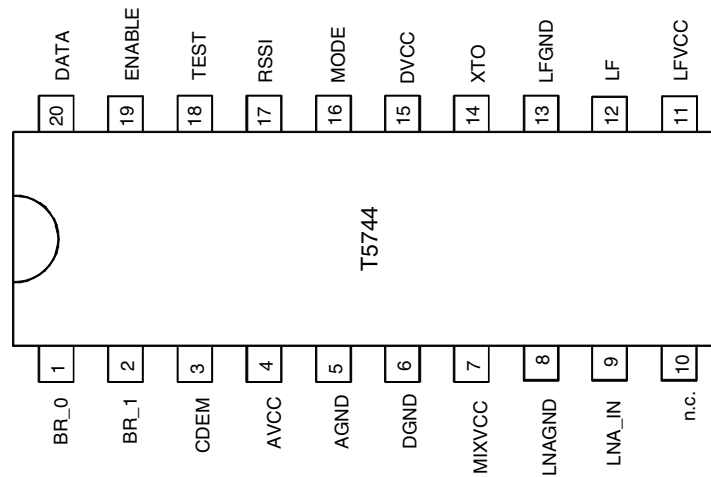 DATA
ENABLE
TEST
RSSI
MODE
DVCC
XTO
LFGND
LF
LFVCC
20
19
18
17
16
15
14
13
12
11
T5744
1
2
3
4
5
6
7
8
9
10
BR_0
BR_1
CDEM
AVCC
AGND
DGND
MIXVCC
LNAGND
LNA_IN
n.c.